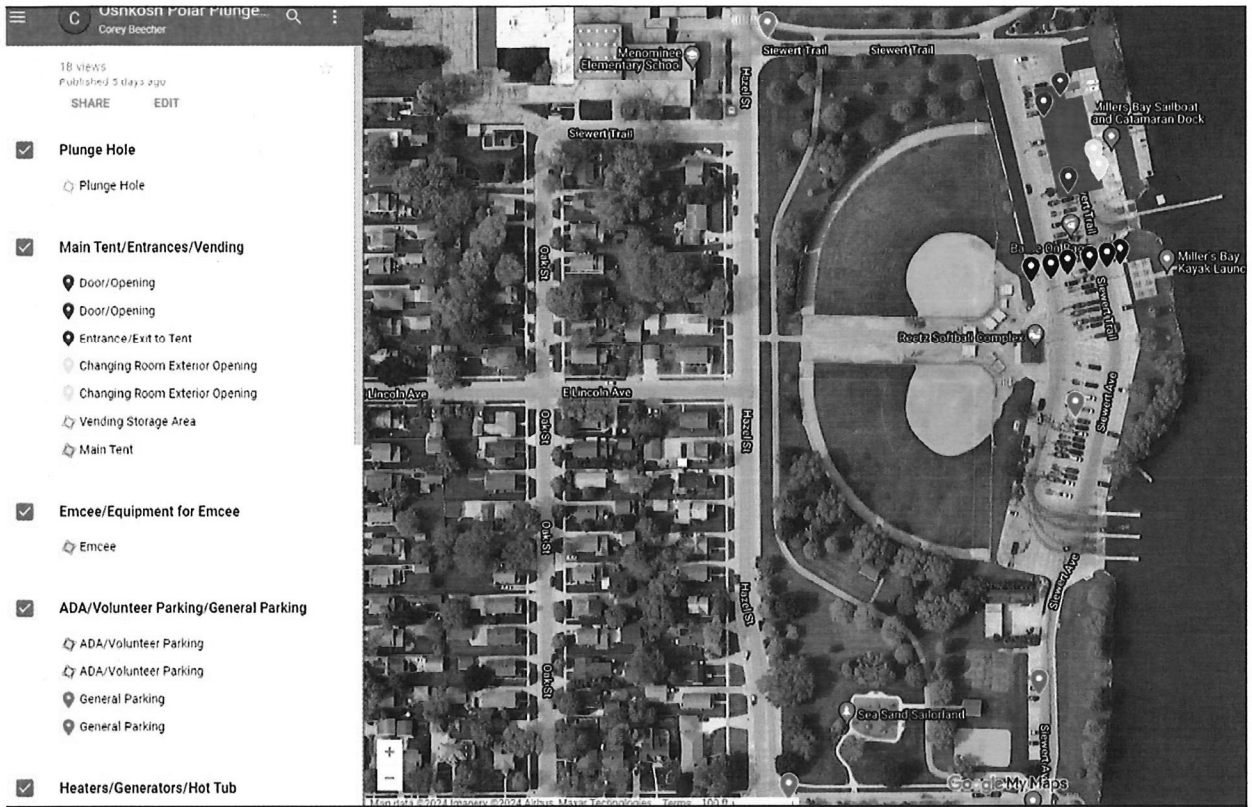 Oshkosh Polar Plunge...
C
Corey Beecher
18 views
Published 5 days ago
SHARE
EDIT
Plunge Hole
Plunge Hole
Main Tent/Entrances/Vending
Door/Opening
Door/Opening
Entrance/Exit to Tent
Changing Room Exterior Opening
Changing Room Exterior Opening
Vending Storage Area
Main Tent
Emcee/Equipment for Emcee
Emcee
ADA/Volunteer Parking/General Parking
ADA/Volunteer Parking
ADA/Volunteer Parking
General Parking
General Parking
Heaters/Generators/Hot Tub
Menominee
Elementary School
Siewert Trail
Siewert Trail
Hazel St
Siewert Trail
Millers Bay Sailboat
and Catamaran Dock
Oak St
Miller's Bay
Kayak Launc
Siewert Trail
Reetz Softball Complex
Lincoln Ave
E Lincoln Ave
Oak St
Hazel St
Siewert Ave
Oak St
Hazel St
Siewert Ave
Oak St
Sea Sand Sailorland
Siewert Av
Google My Maps
Map data ©2024 Imagery ©2024 Airbus, Maxar Technologies Terms 100 ft